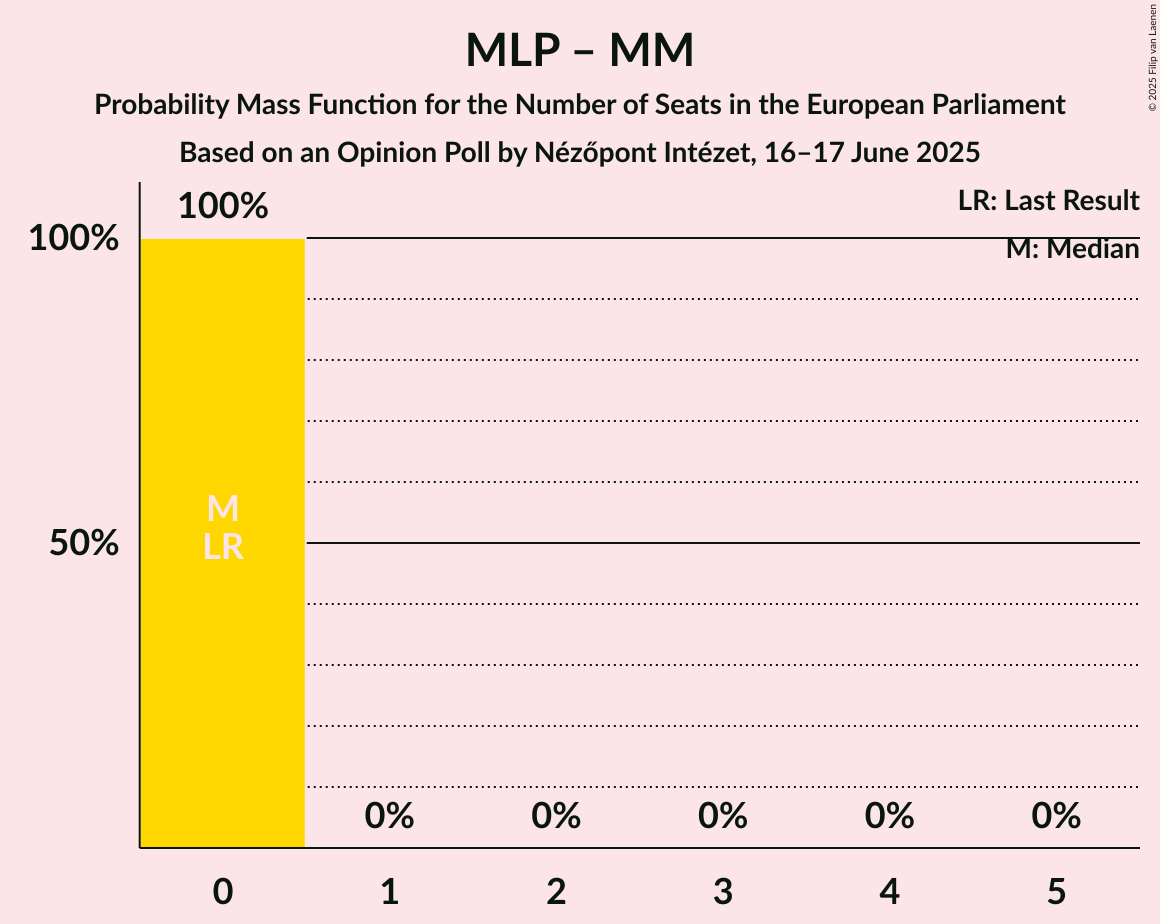 MLP – MM
Probability Mass Function for the Number of Seats in the European Parliament
Based on an Opinion Poll by Nézőpont Intézet, 16–17 June 2025
© 2025 Filip van Laenen
LR: Last Result
M: Median
100%
100%
50%
M
LR
0% 0% 0% 0% 0%
0 1 2 3 4 5